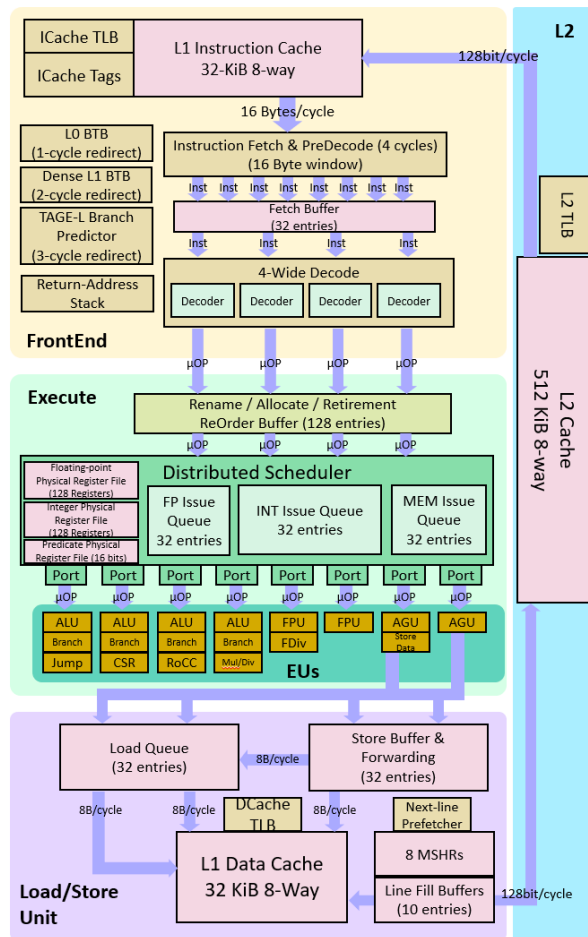 ICache TLB
ICache Tags
L1 Instruction Cache
32-KiB 8-way
128bit/cycle
L2
16 Bytes/cycle
L0 BTB
(1-cycle redirect)
Dense L1 BTB
(2-cycle redirect)
TAGE-L Branch
Predictor
(3-cycle redirect)
Return-Address
Stack
Instruction Fetch & PreDecode (4 cycles)
(16 Byte window)
Inst Inst Inst Inst Inst Inst Inst Inst
Fetch Buffer
(32 entries)
Inst Inst Inst Inst
4-Wide Decode
Decoder Decoder Decoder Decoder
L2 TLB
FrontEnd
μOP μOP μOP μOP
Execute
Rename / Allocate / Retirement
ReOrder Buffer (128 entries)
μOP μOP μOP μOP
L2 Cache
512 KiB 8-way
Distributed Scheduler
Floating-point
Physical Register File
(128 Registers)
Integer Physical
Register File
(128 Registers)
Predicate Physical
Register File (16 bits)
FP Issue
Queue
32 entries
INT Issue Queue
32 entries
MEM Issue
Queue
32 entries
Port Port Port Port Port Port Port Port
μOP μOP μOP μOP μOP μOP μOP μOP
ALU ALU ALU ALU FPU FPU AGU AGU
Branch Branch Branch Branch FDiv Store Data
Jump CSR RoCC Mul/Div
EUs
Load Queue
(32 entries)
8B/cycle
Store Buffer &
Forwarding
(32 entries)
8B/cycle 8B/cycle 8B/cycle
DCache
TLB
Next-line
Prefetcher
L1 Data Cache
32 KiB 8-Way
8 MSHRs
Line Fill Buffers
(10 entries)
128bit/cycle
Load/Store
Unit